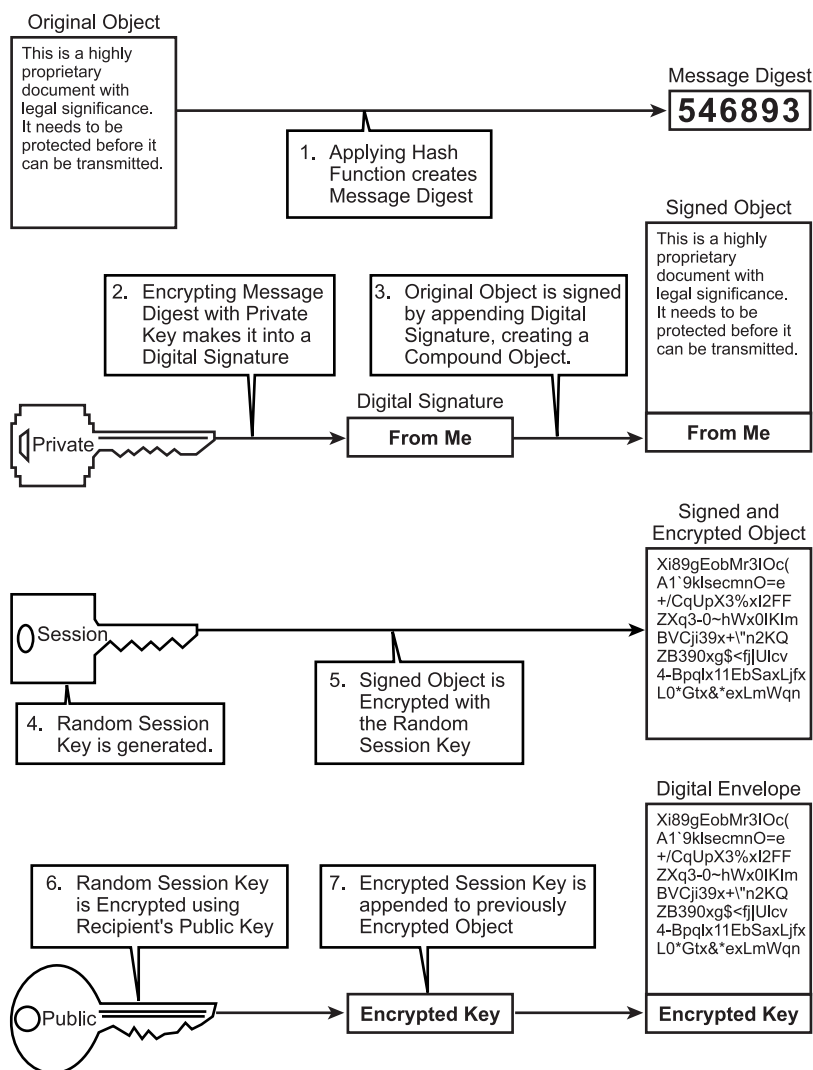 Original Object
This is a highly
proprietary
document with
legal significance.
It needs to be
protected before it
can be transmitted.
Message Digest
546893
1. Applying Hash
Function creates
Message Digest
Signed Object
This is a highly
proprietary
document with
legal significance.
It needs to be
protected before it
can be transmitted.
From Me
2. Encrypting Message
Digest with Private
Key makes it into a
Digital Signature
3. Original Object is signed
by appending Digital
Signature, creating a
Compound Object.
Private
Digital Signature
From Me
Signed and
Encrypted Object
Xi89gEobMr3IOc(
A1`9klsecmnO=e
+/CqUpX3%xI2FF
ZXq3-0~hWx0IKIm
BVCji39x+\"n2KQ
ZB390xg$<fj|UIcv
4-BpqIx11EbSaxLjfx
L0*Gtx&*exLmWqn
Session
4. Random Session
Key is generated.
5. Signed Object is
Encrypted with
the Random
Session Key
Digital Envelope
Xi89gEobMr3IOc(
A1`9klsecmnO=e
+/CqUpX3%xI2FF
ZXq3-0~hWx0IKIm
BVCji39x+\"n2KQ
ZB390xg$<fj|UIcv
4-BpqIx11EbSaxLjfx
L0*Gtx&*exLmWqn
Encrypted Key
6. Random Session Key
is Encrypted using
Recipient's Public Key
7. Encrypted Session Key is
appended to previously
Encrypted Object
Public
Encrypted Key